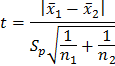 t = |x̄₁ − x̄₂| / (Sₚ√(1/n₁ + 1/n₂))